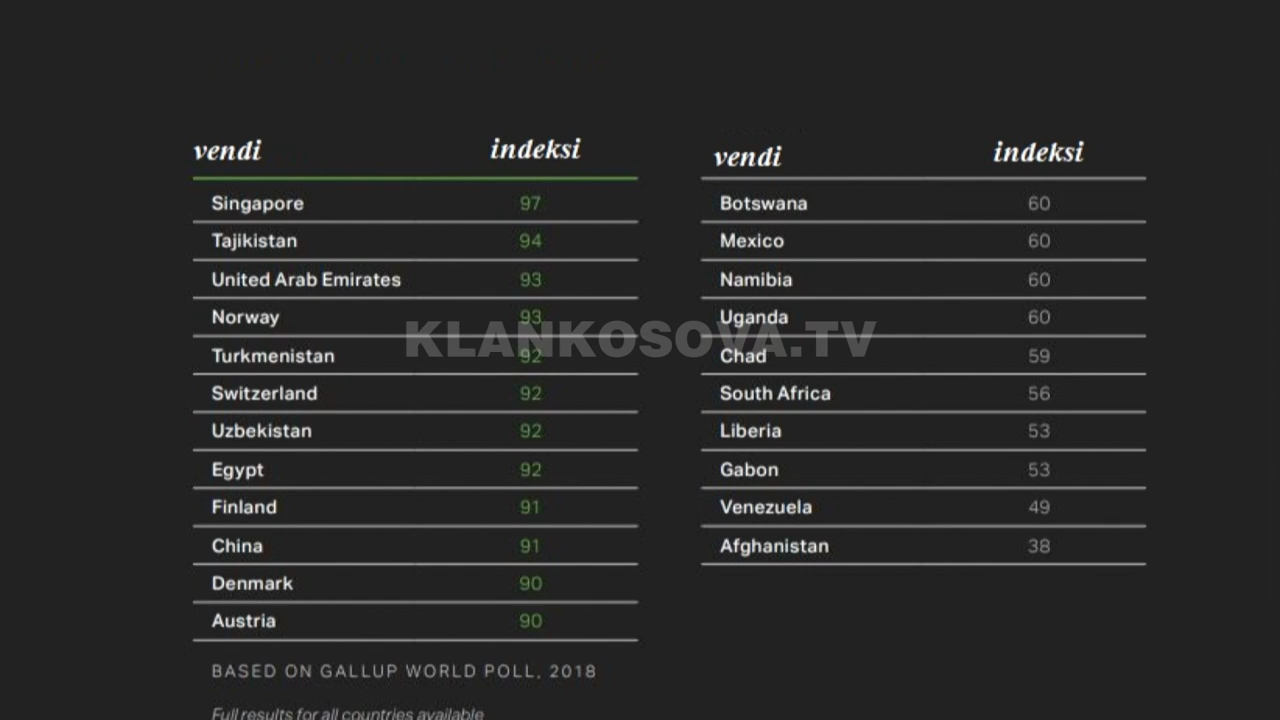 vendi indeksi
Singapore 97
Tajikistan 94
United Arab Emirates 93
Norway 93
Turkmenistan 92
Switzerland 92
Uzbekistan 92
Egypt 92
Finland 91
China 91
Denmark 90
Austria 90
BASED ON GALLUP WORLD POLL, 2018
Full results for all countries available
vendi indeksi
Botswana 60
Mexico 60
Namibia 60
Uganda 60
Chad 59
South Africa 56
Liberia 53
Gabon 53
Venezuela 49
Afghanistan 38
KLANKOSOVA.TV